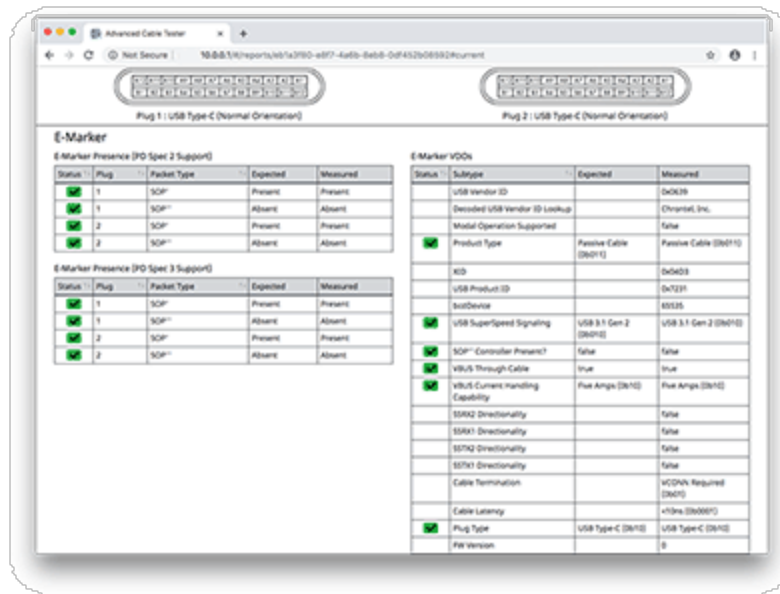 Advanced Cable Tester
Not Secure
Plug 1 : USB Type-C (Normal Orientation)
Plug 2 : USB Type-C (Normal Orientation)
E-Marker
E-Marker Presence (PD Spec 2 Support)
Status Plug Packet Type Expected Measured
1 SOP' Present Present
1 SOP'' Absent Absent
2 SOP' Present Present
2 SOP'' Absent Absent
E-Marker Presence (PD Spec 3 Support)
Status Plug Packet Type Expected Measured
1 SOP' Present Present
1 SOP'' Absent Absent
2 SOP' Present Present
2 SOP'' Absent Absent
E-Marker VDOs
Status Subtype Expected Measured
USB Vendor ID
Decoded USB Vendor ID Lookup Chrontel, Inc.
Modal Operation Supported false
Product Type Passive Cable Passive Cable (0b011)
(0b011)
XID
USB Product ID 0x7231
bcdDevice 65535
USB SuperSpeed Signaling USB 3.1 Gen 2 USB 3.1 Gen 2 (0b010)
(0b010)
SOP'' Controller Present? false false
VBUS Through Cable true true
VBUS Current Handling Five Amps (0b10) Five Amps (0b10)
Capability
SSRX2 Directionality false
SSRX1 Directionality false
SSTX2 Directionality false
SSTX1 Directionality false
Cable Termination VCONN Required
(0b01)
Cable Latency <10ns (0b0001)
Plug Type USB Type-C (0b10) USB Type-C (0b10)
FW Version 0